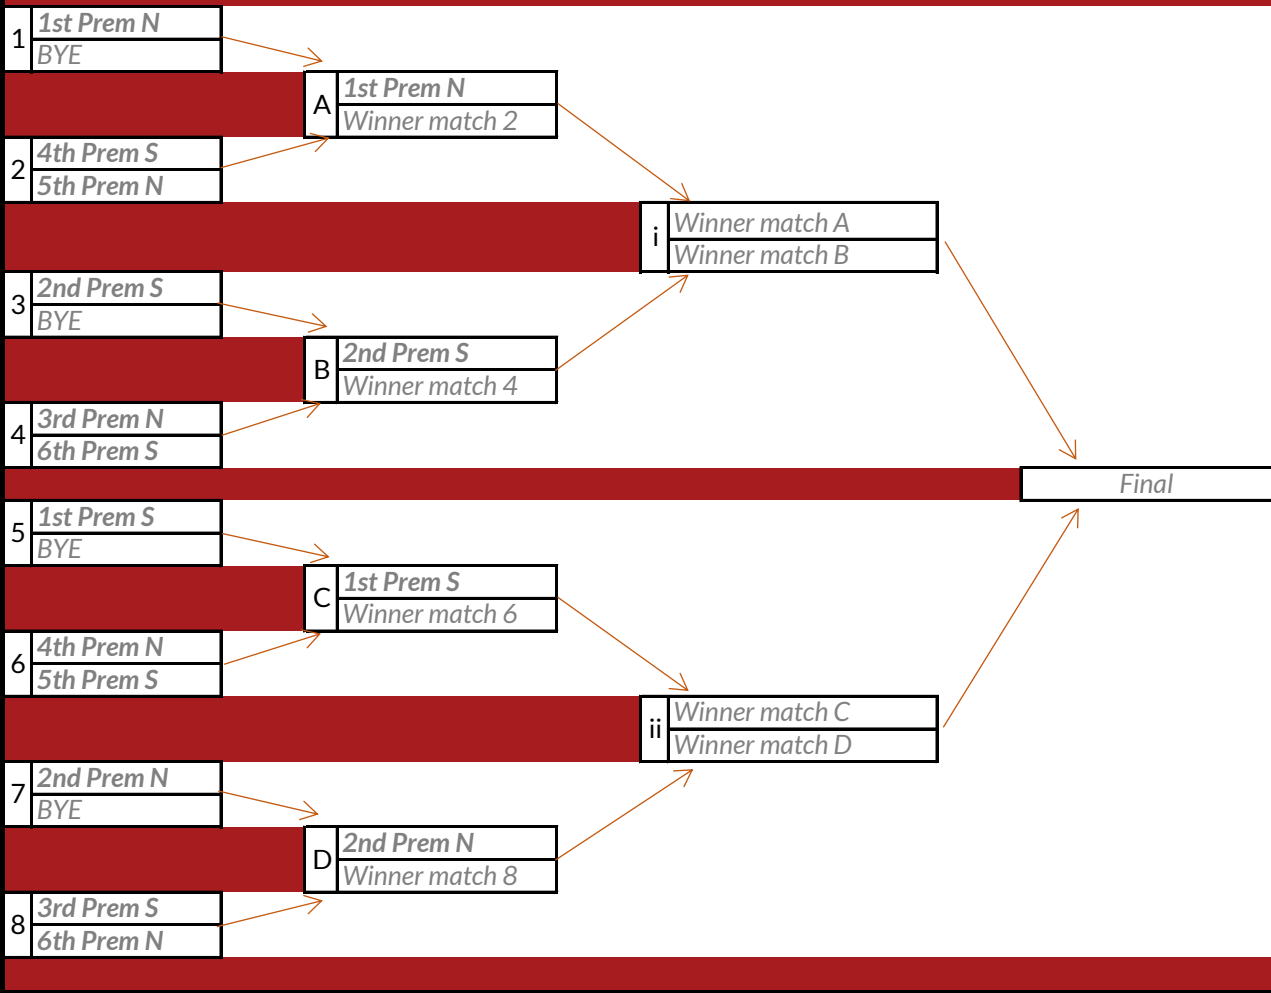 1
1st Prem N
BYE
A
1st Prem N
Winner match 2
2
4th Prem S
5th Prem N
i
Winner match A
Winner match B
3
2nd Prem S
BYE
B
2nd Prem S
Winner match 4
4
3rd Prem N
6th Prem S
Final
5
1st Prem S
BYE
C
1st Prem S
Winner match 6
6
4th Prem N
5th Prem S
ii
Winner match C
Winner match D
7
2nd Prem N
BYE
D
2nd Prem N
Winner match 8
8
3rd Prem S
6th Prem N